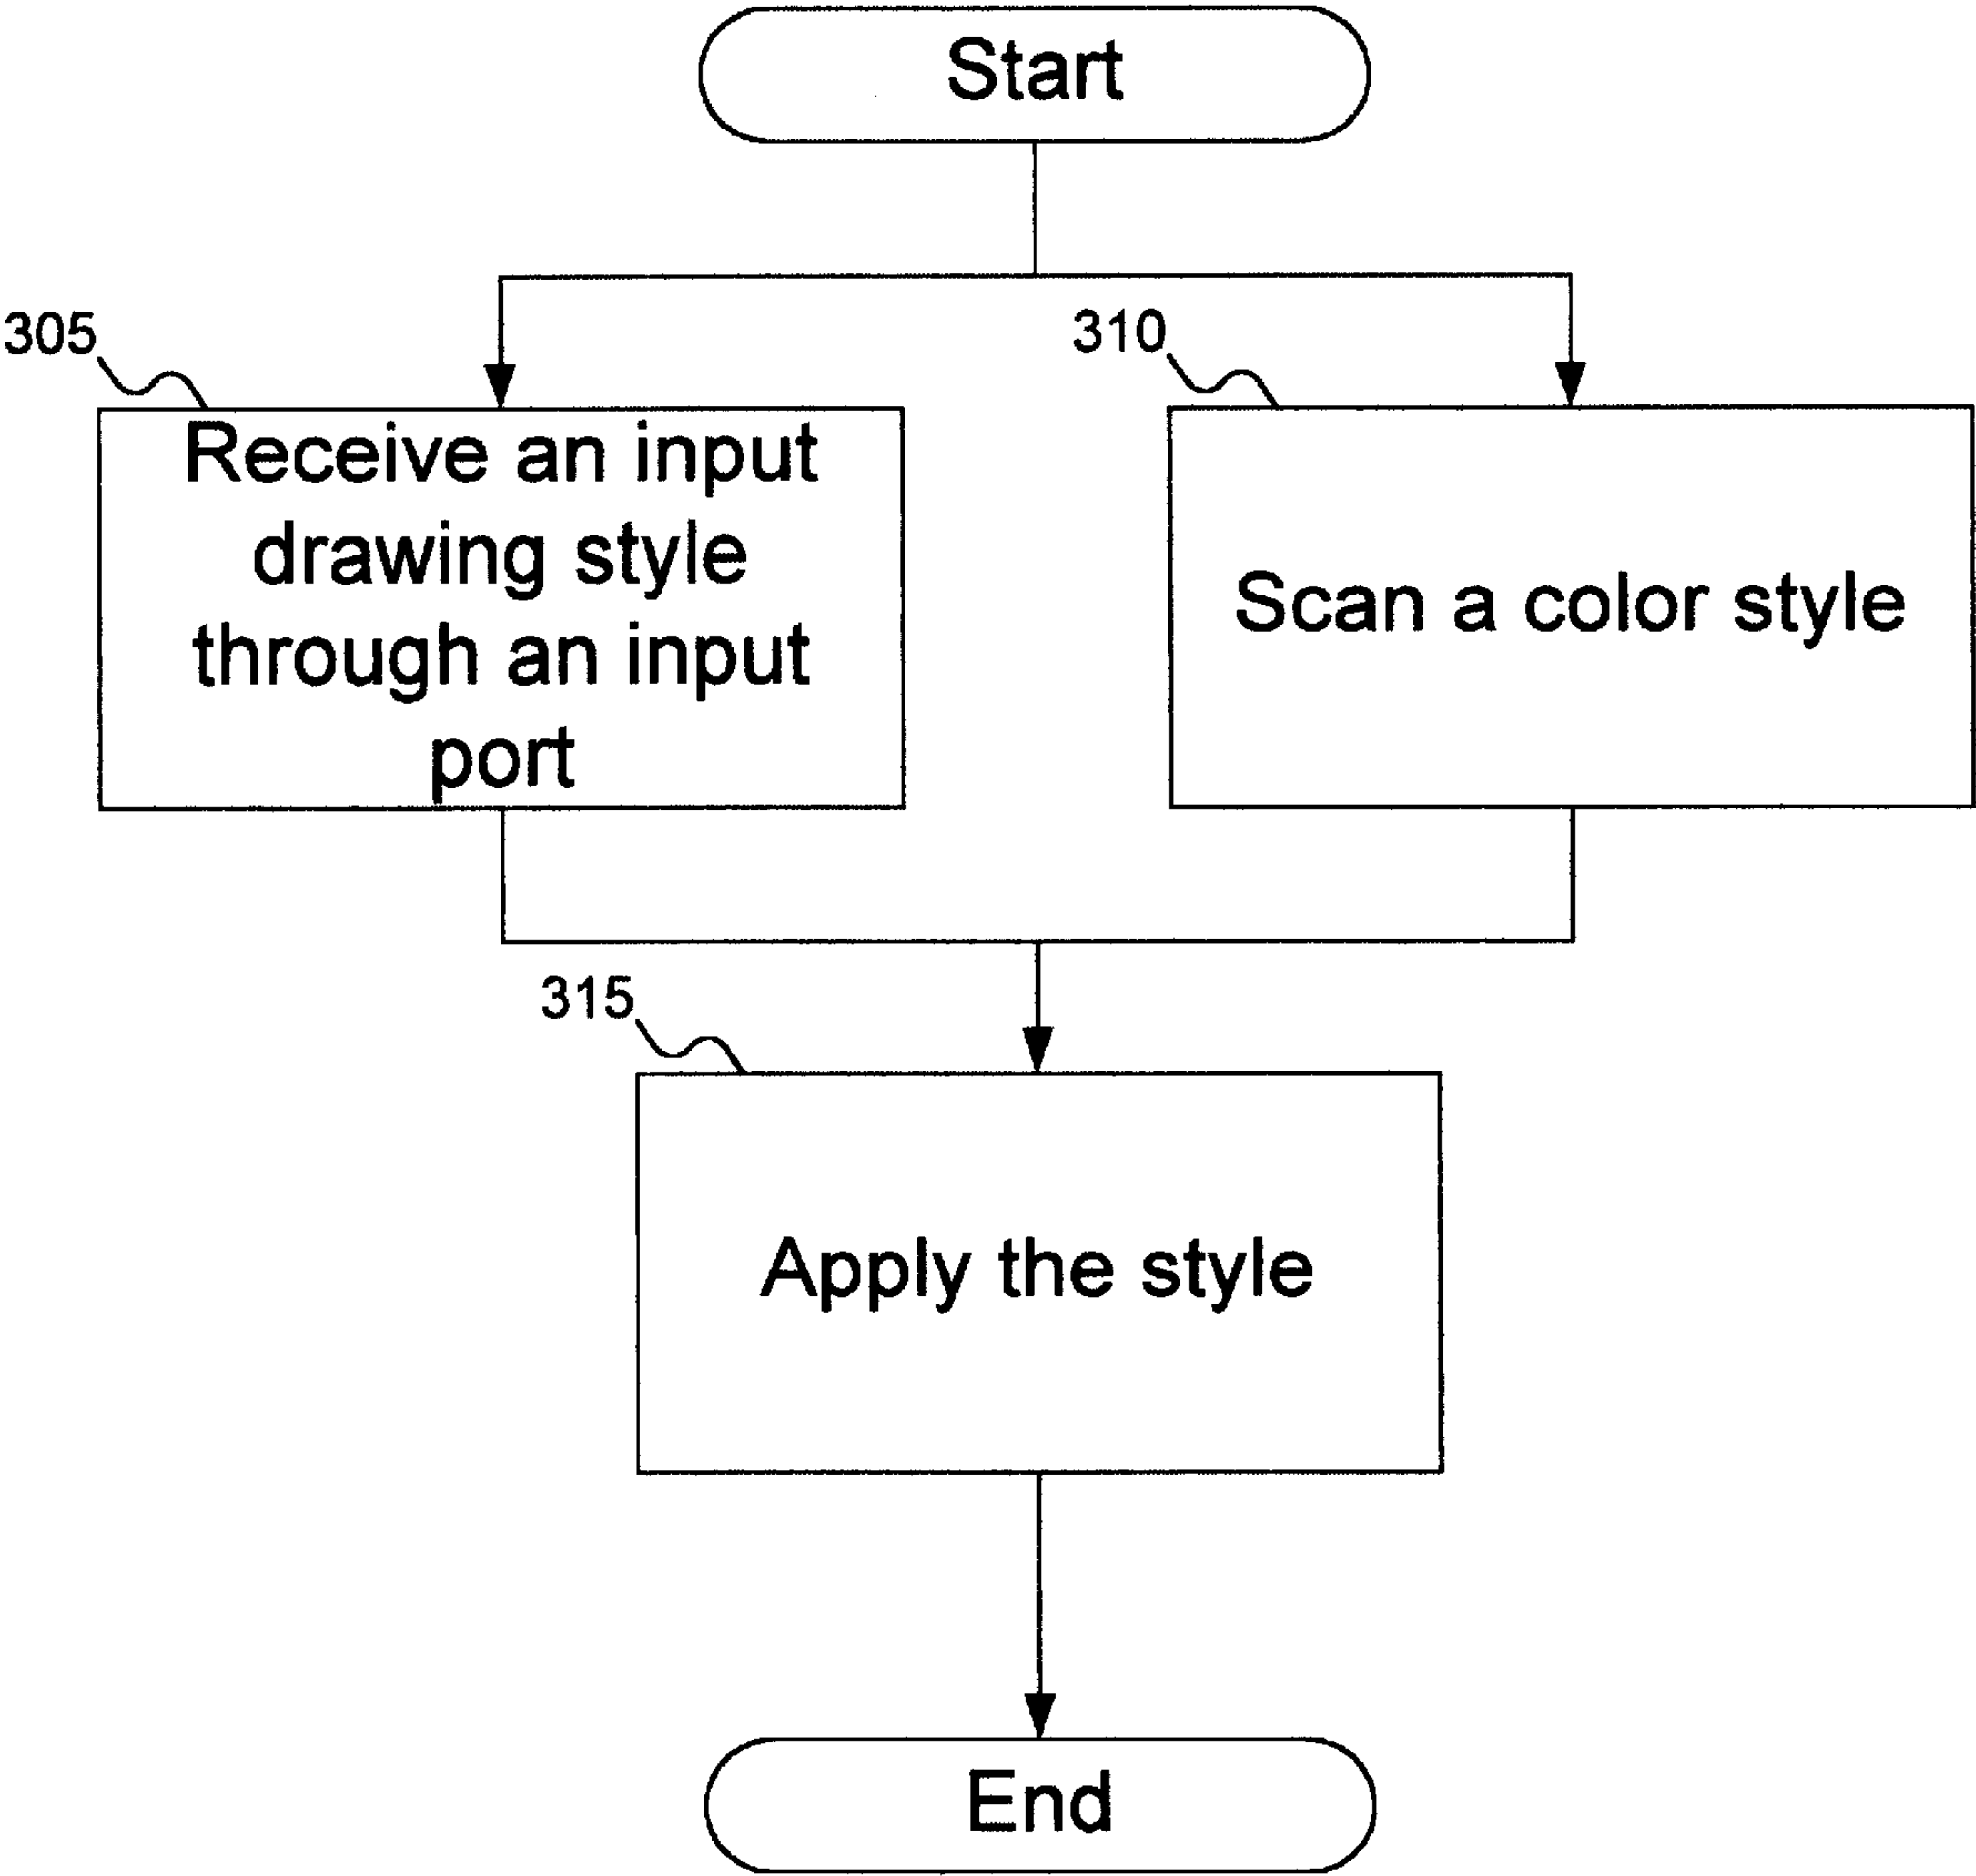 Start
305
Receive an input
drawing style
through an input
port
310
Scan a color style
315
Apply the style
End